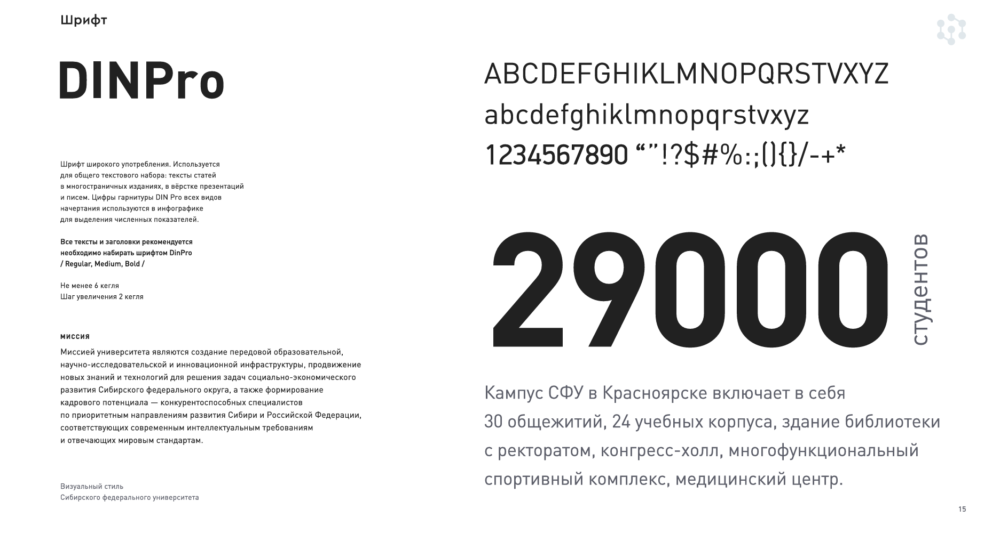 Шрифт
DINPro
Шрифт широкого употребления. Используется
для общего текстового набора: тексты статей
в многостраничных изданиях, в вёрстке презентаций
и писем. Цифры гарнитуры DIN Pro всех видов
начертания используются в инфографике
для выделения численных показателей.
Все тексты и заголовки рекомендуется
необходимо набирать шрифтом DinPro
/ Regular, Medium, Bold /
Не менее 6 кегля
Шаг увеличения 2 кегля
миссия
Миссией университета являются создание передовой образовательной,
научно-исследовательской и инновационной инфраструктуры, продвижение
новых знаний и технологий для решения задач социально-экономического
развития Сибирского федерального округа, а также формирование
кадрового потенциала — конкурентоспособных специалистов
по приоритетным направлениям развития Сибири и Российской Федерации,
соответствующих современным интеллектуальным требованиям
и отвечающих мировым стандартам.
Визуальный стиль
Сибирского федерального университета
ABCDEFGHIKLMNOPQRSTVXYZ
abcdefghiklmnopqrstvxyz
1234567890 “”!?$#%:;(){}/-+*
29000
студентов
Кампус СФУ в Красноярске включает в себя
30 общежитий, 24 учебных корпуса, здание библиотеки
с ректоратом, конгресс-холл, многофункциональный
спортивный комплекс, медицинский центр.
15